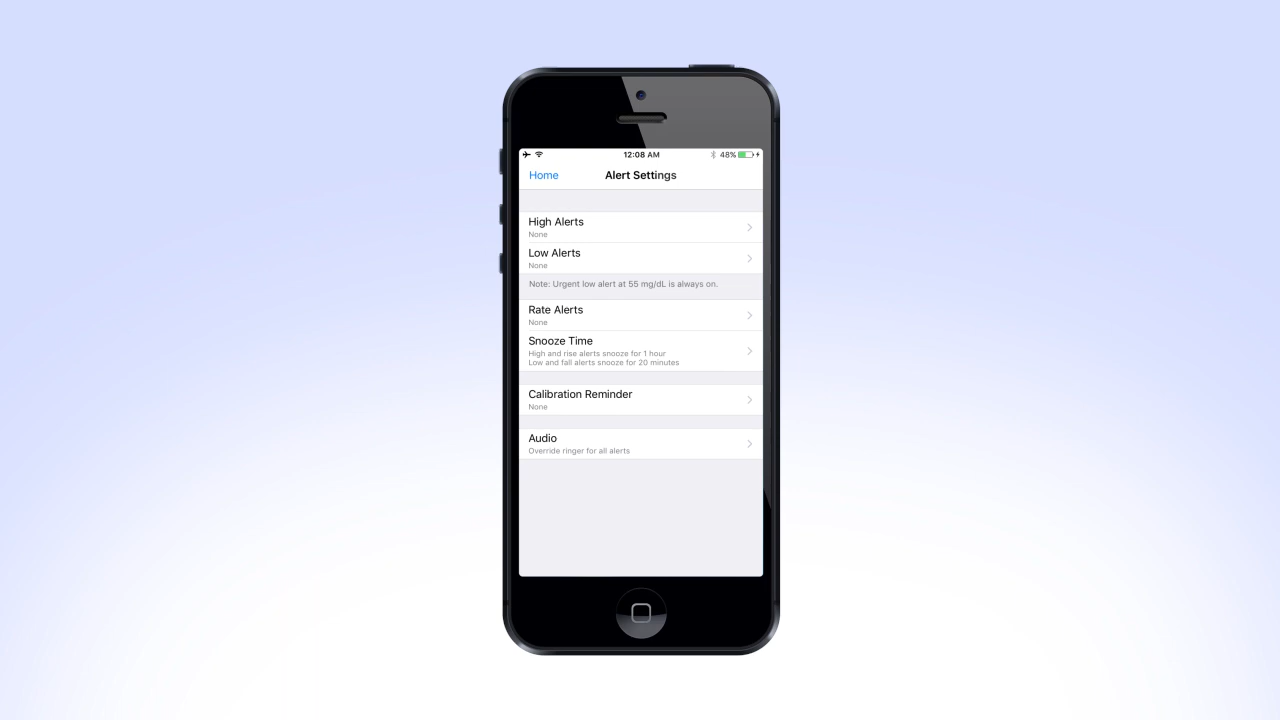 12:08 AM
48%
Home
Alert Settings
High Alerts
None
Low Alerts
None
Note: Urgent low alert at 55 mg/dL is always on.
Rate Alerts
None
Snooze Time
High and rise alerts snooze for 1 hour
Low and fall alerts snooze for 20 minutes
Calibration Reminder
None
Audio
Override ringer for all alerts